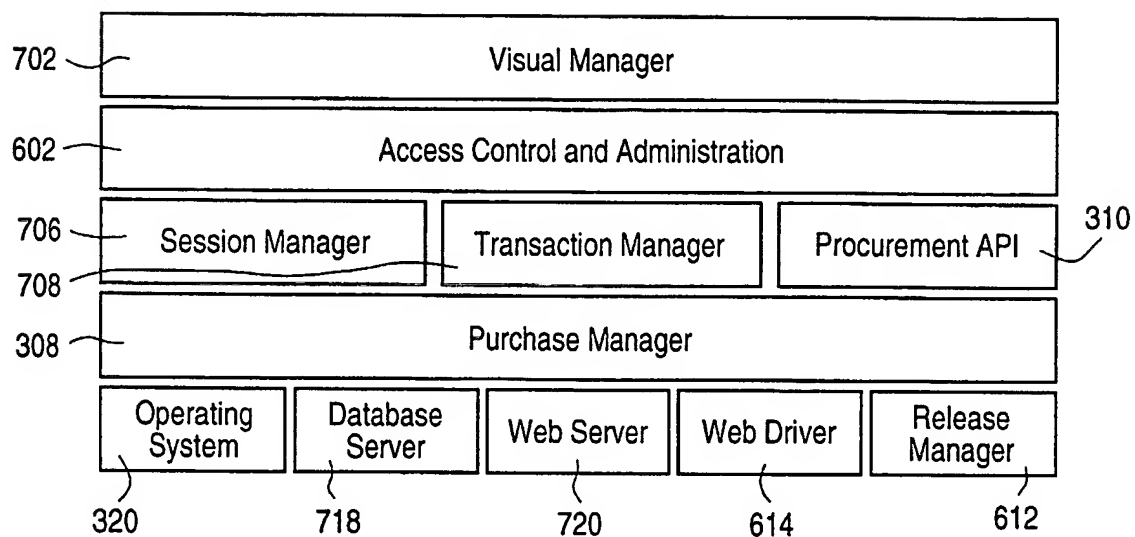 702
Visual Manager
602
Access Control and Administration
706
Session Manager
Transaction Manager
Procurement API
310
708
308
Purchase Manager
Operating
System
Database
Server
Web Server
Web Driver
Release
Manager
320
718
720
614
612